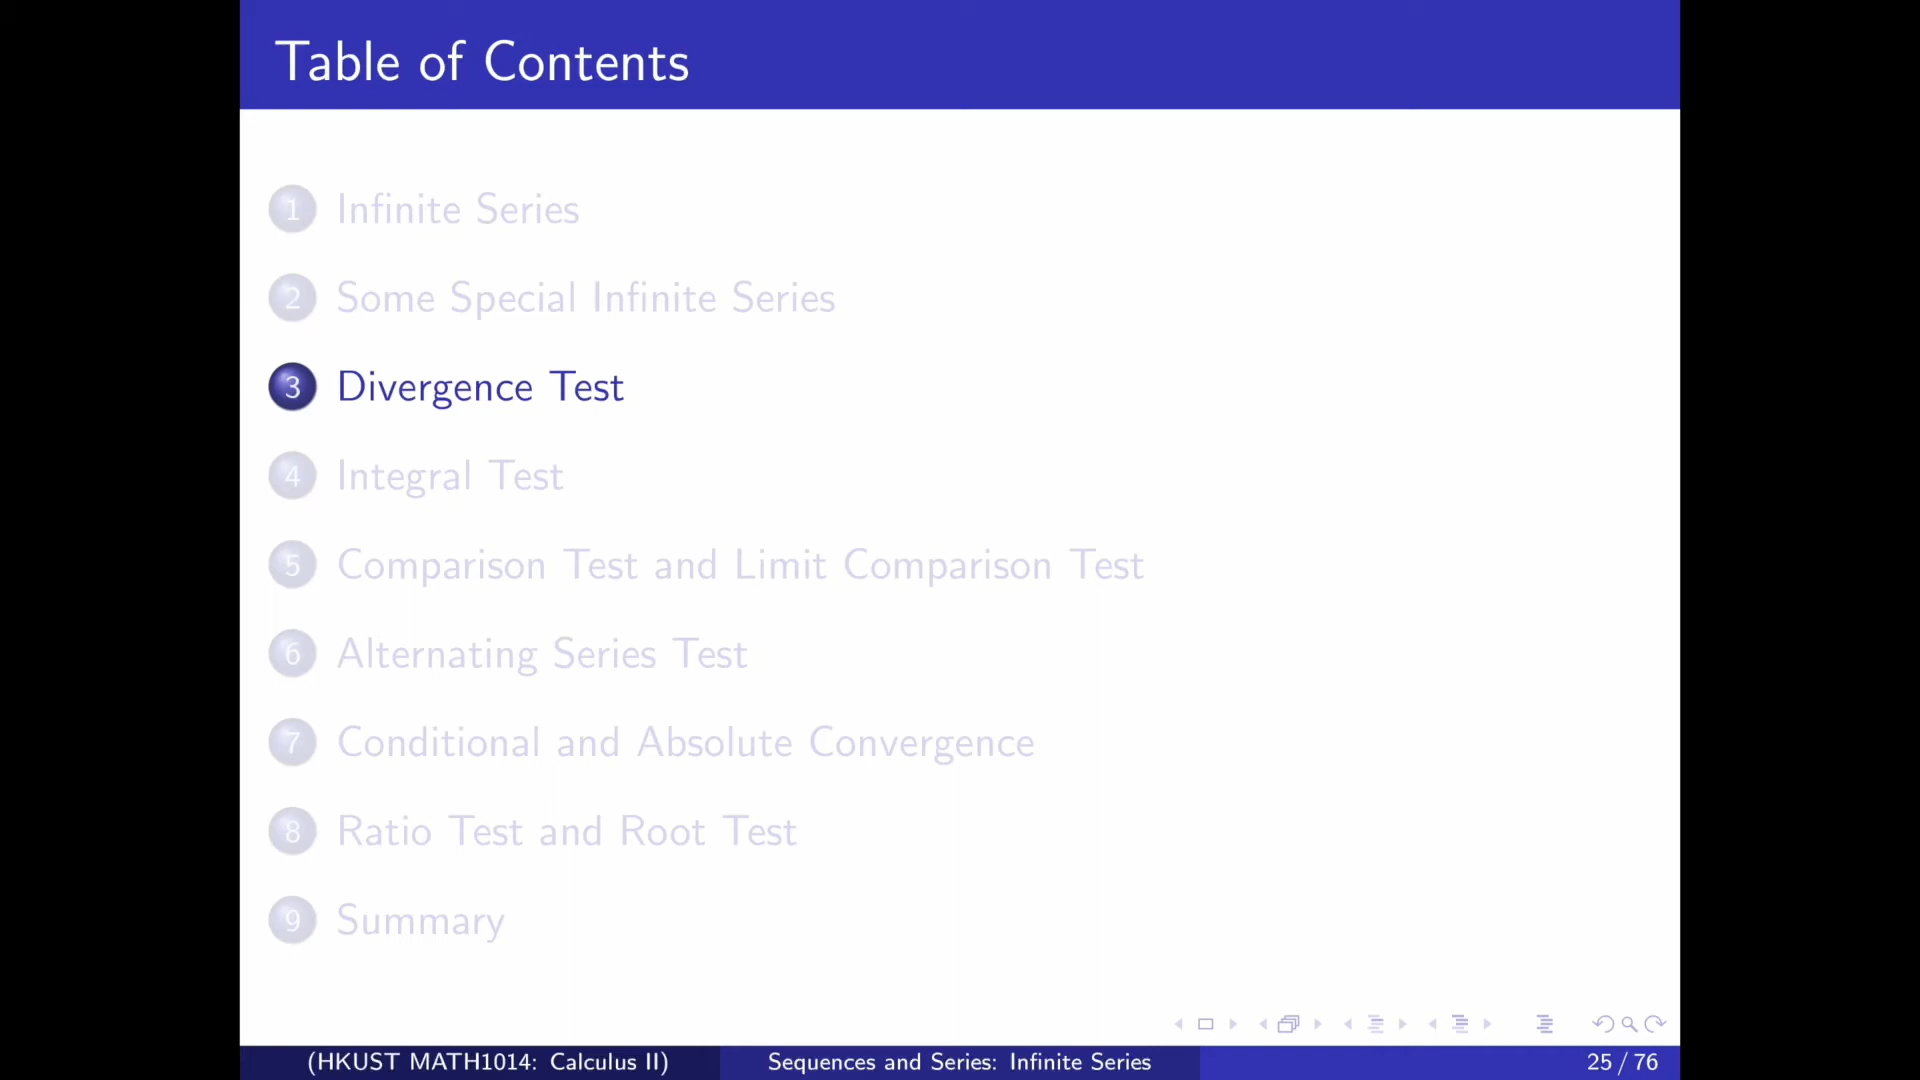 Table of Contents
1 Infinite Series
2 Some Special Infinite Series
3 Divergence Test
4 Integral Test
5 Comparison Test and Limit Comparison Test
6 Alternating Series Test
7 Conditional and Absolute Convergence
8 Ratio Test and Root Test
9 Summary
(HKUST MATH1014: Calculus II) Sequences and Series: Infinite Series 25 / 76